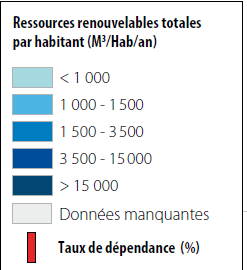 Ressources renouvelables totales
par habitant (M³/Hab/an)
< 1 000
1 000 - 1 500
1 500 - 3 500
3 500 - 15 000
> 15 000
Données manquantes
Taux de dépendance (%)